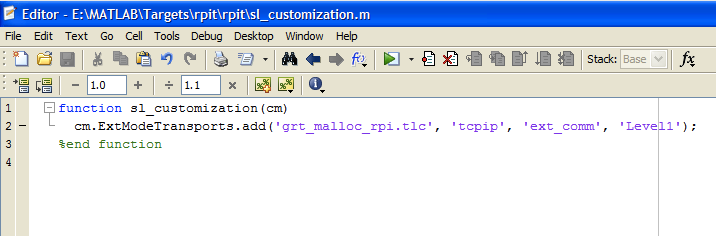 Editor - E:\MATLAB\Targets\rpit\rpit\sl_customization.m
File Edit Text Go Cell Tools Debug Desktop Window Help
Stack: Base fx
− 1.0 + ÷ 1.1 ×
1 function sl_customization(cm)
2 – cm.ExtModeTransports.add('grt_malloc_rpi.tlc', 'tcpip', 'ext_comm', 'Level1');
3 %end function
4